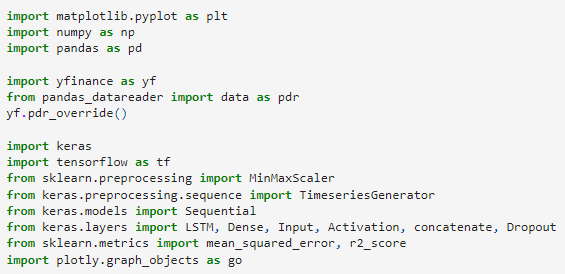 import matplotlib.pyplot as plt
import numpy as np
import pandas as pd
import yfinance as yf
from pandas_datareader import data as pdr
yf.pdr_override()
import keras
import tensorflow as tf
from sklearn.preprocessing import MinMaxScaler
from keras.preprocessing.sequence import TimeseriesGenerator
from keras.models import Sequential
from keras.layers import LSTM, Dense, Input, Activation, concatenate, Dropout
from sklearn.metrics import mean_squared_error, r2_score
import plotly.graph_objects as go